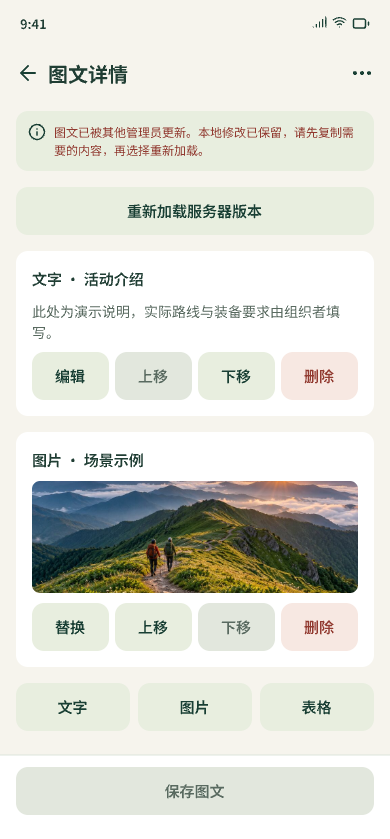 9:41
图文详情
图文已被其他管理员更新。本地修改已保留，请先复制需
要的内容，再选择重新加载。
重新加载服务器版本
文字 · 活动介绍
此处为演示说明，实际路线与装备要求由组织者填
写。
编辑 上移 下移 删除
图片 · 场景示例
替换 上移 下移 删除
文字 图片 表格
保存图文